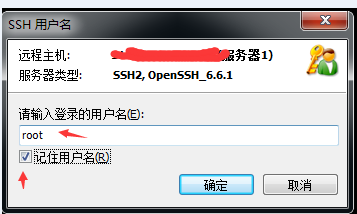 SSH 用户名
远程主机: 服务器1)
服务器类型: SSH2, OpenSSH_6.6.1
请输入登录的用户名(E):
root
记住用户名(R)
确定 取消